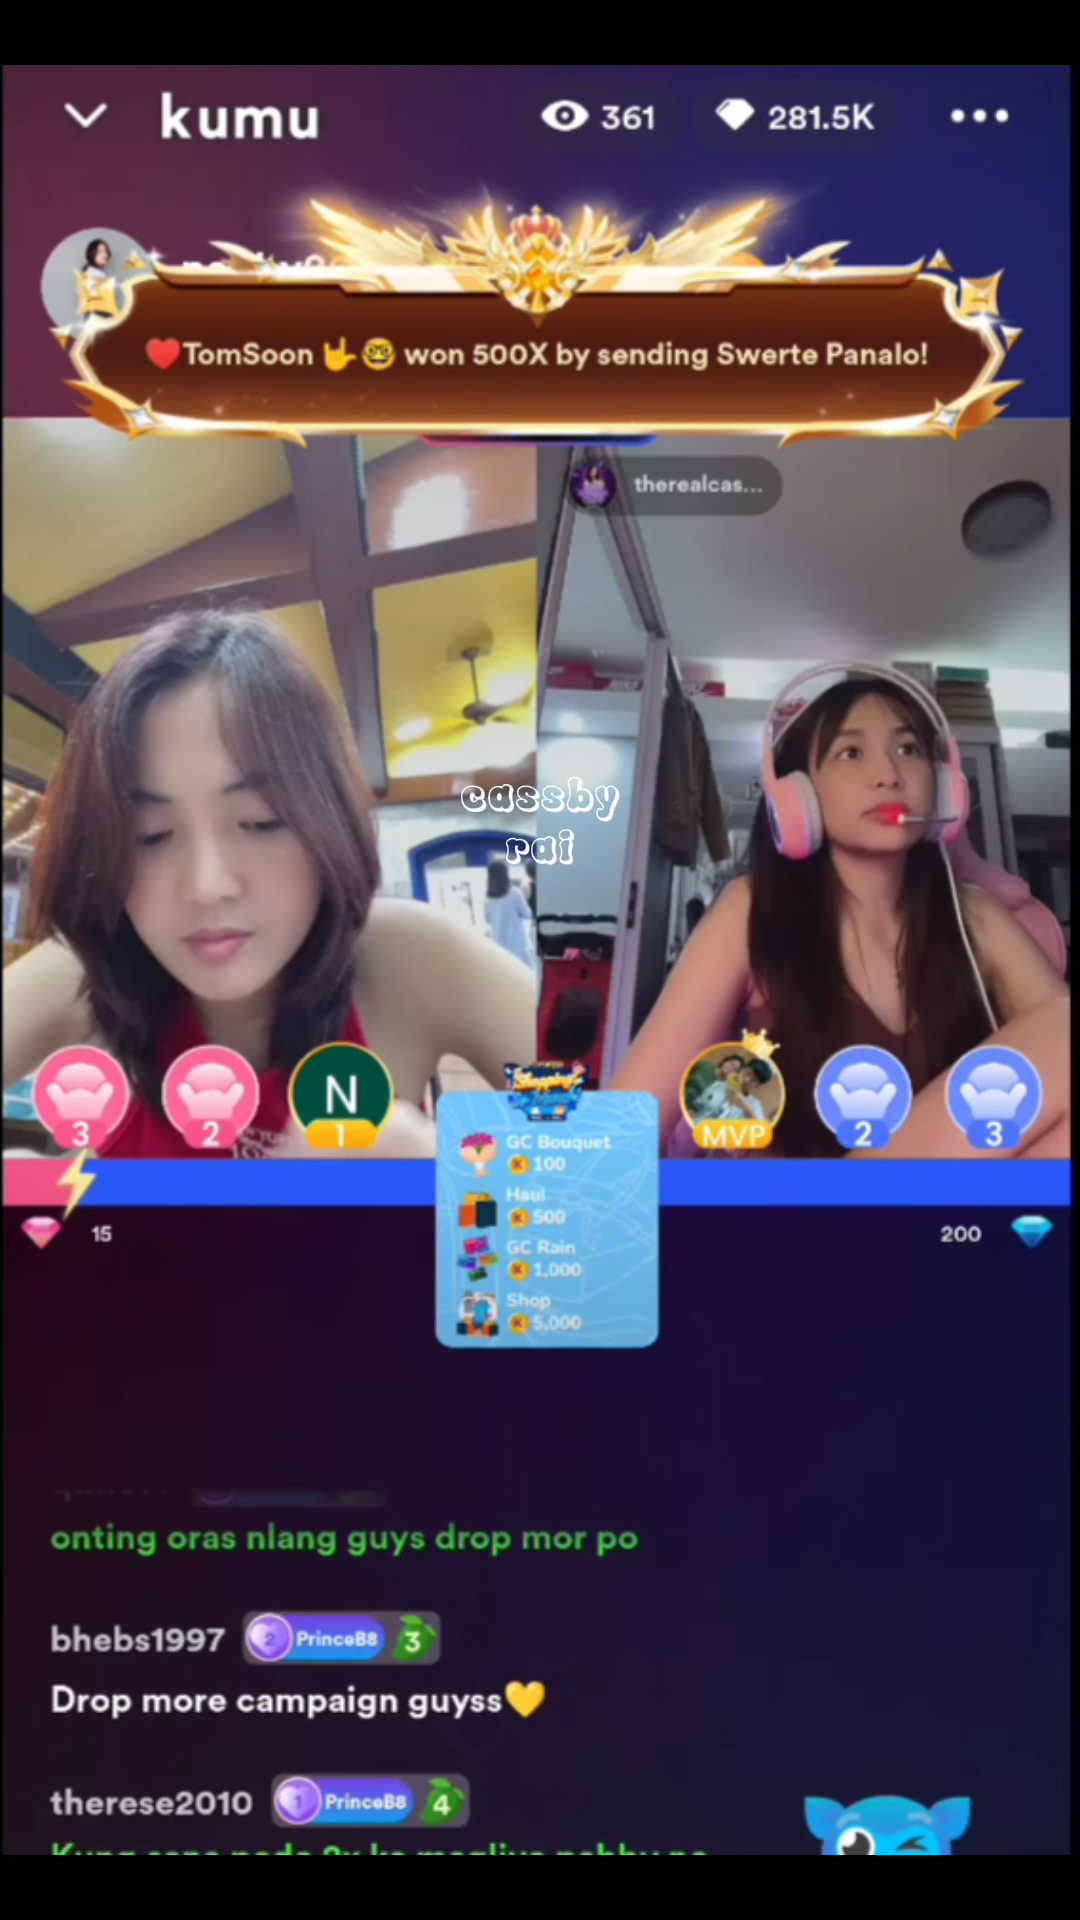 kumu
361
281.5K
❤️TomSoon 🤟🤓 won 500X by sending Swerte Panalo!
therealcas...
cassby
rai
3
2
N
1
MVP
2
3
GC Bouquet
100
Haul
500
GC Rain
1,000
Shop
5,000
15
200
onting oras nlang guys drop mor po
bhebs1997 2 PrinceB8 3
Drop more campaign guyss💛
therese2010 1 PrinceB8 4